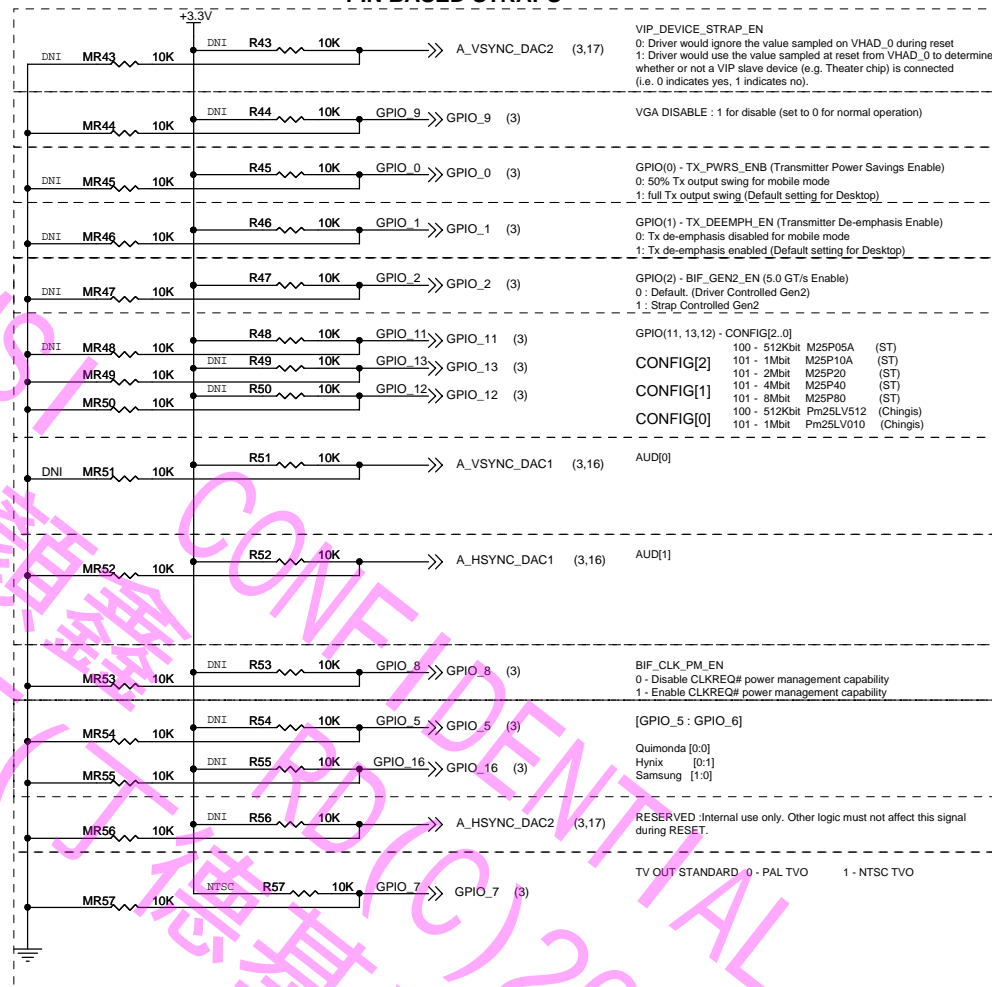 +3.3V
DNI R43 10K
DNI MR43 10K
A_VSYNC_DAC2 (3,17)
VIP_DEVICE_STRAP_EN
0: Driver would ignore the value sampled on VHAD_0 during reset
1: Driver would use the value sampled at reset from VHAD_0 to determine
whether or not a VIP slave device (e.g. Theater chip) is connected
(i.e. 0 indicates yes, 1 indicates no).
DNI R44 10K GPIO_9 GPIO_9 (3)
MR44 10K
VGA DISABLE : 1 for disable (set to 0 for normal operation)
R45 10K GPIO_0 GPIO_0 (3)
DNI MR45 10K
GPIO(0) - TX_PWRS_ENB (Transmitter Power Savings Enable)
0: 50% Tx output swing for mobile mode
1: full Tx output swing (Default setting for Desktop)
R46 10K GPIO_1 GPIO_1 (3)
DNI MR46 10K
GPIO(1) - TX_DEEMPH_EN (Transmitter De-emphasis Enable)
0: Tx de-emphasis disabled for mobile mode
1: Tx de-emphasis enabled (Default setting for Desktop)
R47 10K GPIO_2 GPIO_2 (3)
DNI MR47 10K
GPIO(2) - BIF_GEN2_EN (5.0 GT/s Enable)
0 : Default. (Driver Controlled Gen2)
1 : Strap Controlled Gen2
R48 10K GPIO_11 GPIO_11 (3)
DNI MR48 10K
DNI R49 10K GPIO_13 GPIO_13 (3)
MR49 10K
DNI R50 10K GPIO_12 GPIO_12 (3)
MR50 10K
GPIO(11, 13,12) - CONFIG[2..0]
CONFIG[2]
CONFIG[1]
CONFIG[0]
100 - 512Kbit M25P05A (ST)
101 - 1Mbit M25P10A (ST)
101 - 2Mbit M25P20 (ST)
101 - 4Mbit M25P40 (ST)
101 - 8Mbit M25P80 (ST)
100 - 512Kbit Pm25LV512 (Chingis)
101 - 1Mbit Pm25LV010 (Chingis)
R51 10K
DNI MR51 10K
A_VSYNC_DAC1 (3,16)
AUD[0]
R52 10K
MR52 10K
A_HSYNC_DAC1 (3,16)
AUD[1]
DNI R53 10K GPIO_8 GPIO_8 (3)
MR53 10K
BIF_CLK_PM_EN
0 - Disable CLKREQ# power management capability
1 - Enable CLKREQ# power management capability
DNI R54 10K GPIO_5 GPIO_5 (3)
MR54 10K
DNI R55 10K GPIO_16 GPIO_16 (3)
MR55 10K
[GPIO_5 : GPIO_6]
Quimonda [0:0]
Hynix [0:1]
Samsung [1:0]
DNI R56 10K
MR56 10K
A_HSYNC_DAC2 (3,17)
RESERVED :Internal use only. Other logic must not affect this signal
during RESET.
NTSC R57 10K GPIO_7 GPIO_7 (3)
MR57 10K
TV OUT STANDARD 0 - PAL TVO 1 - NTSC TVO
SI CONFIDENTIAL
顏鑫 RD(C)20
(丁德基